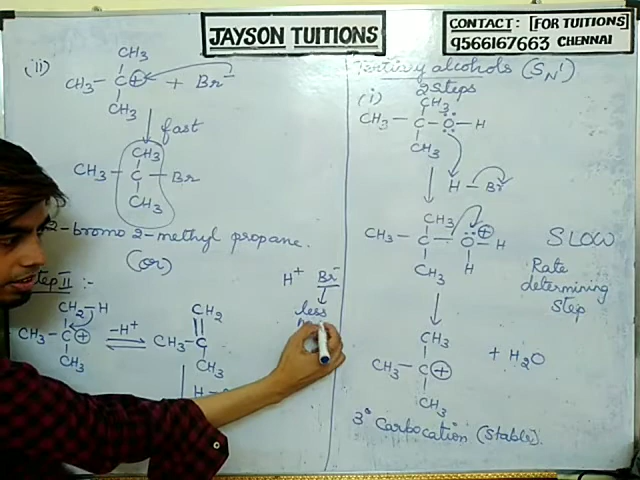 JAYSON TUITIONS
CONTACT: [FOR TUITIONS]
9566167663 CHENNAI
(ii)
CH3
CH3 – C⊕ + Br⁻
CH3
fast
CH3
CH3 – C – Br
CH3
2-bromo 2-methyl propane.
(or)
Step II :-
CH2 – H
CH3 – C⊕
CH3
-H+
CH2
CH3 – C
CH3
H+ Br⁻
less
Tertiary alcohols (SN1)
2 steps
(i)
CH3
CH3 – C – O – H
CH3
H – Br
CH3
CH3 – C – O – H
⊕
CH3
H
SLOW
Rate
determining
step
CH3
CH3 – C⊕
CH3
+ H2O
3° Carbocation (stable).